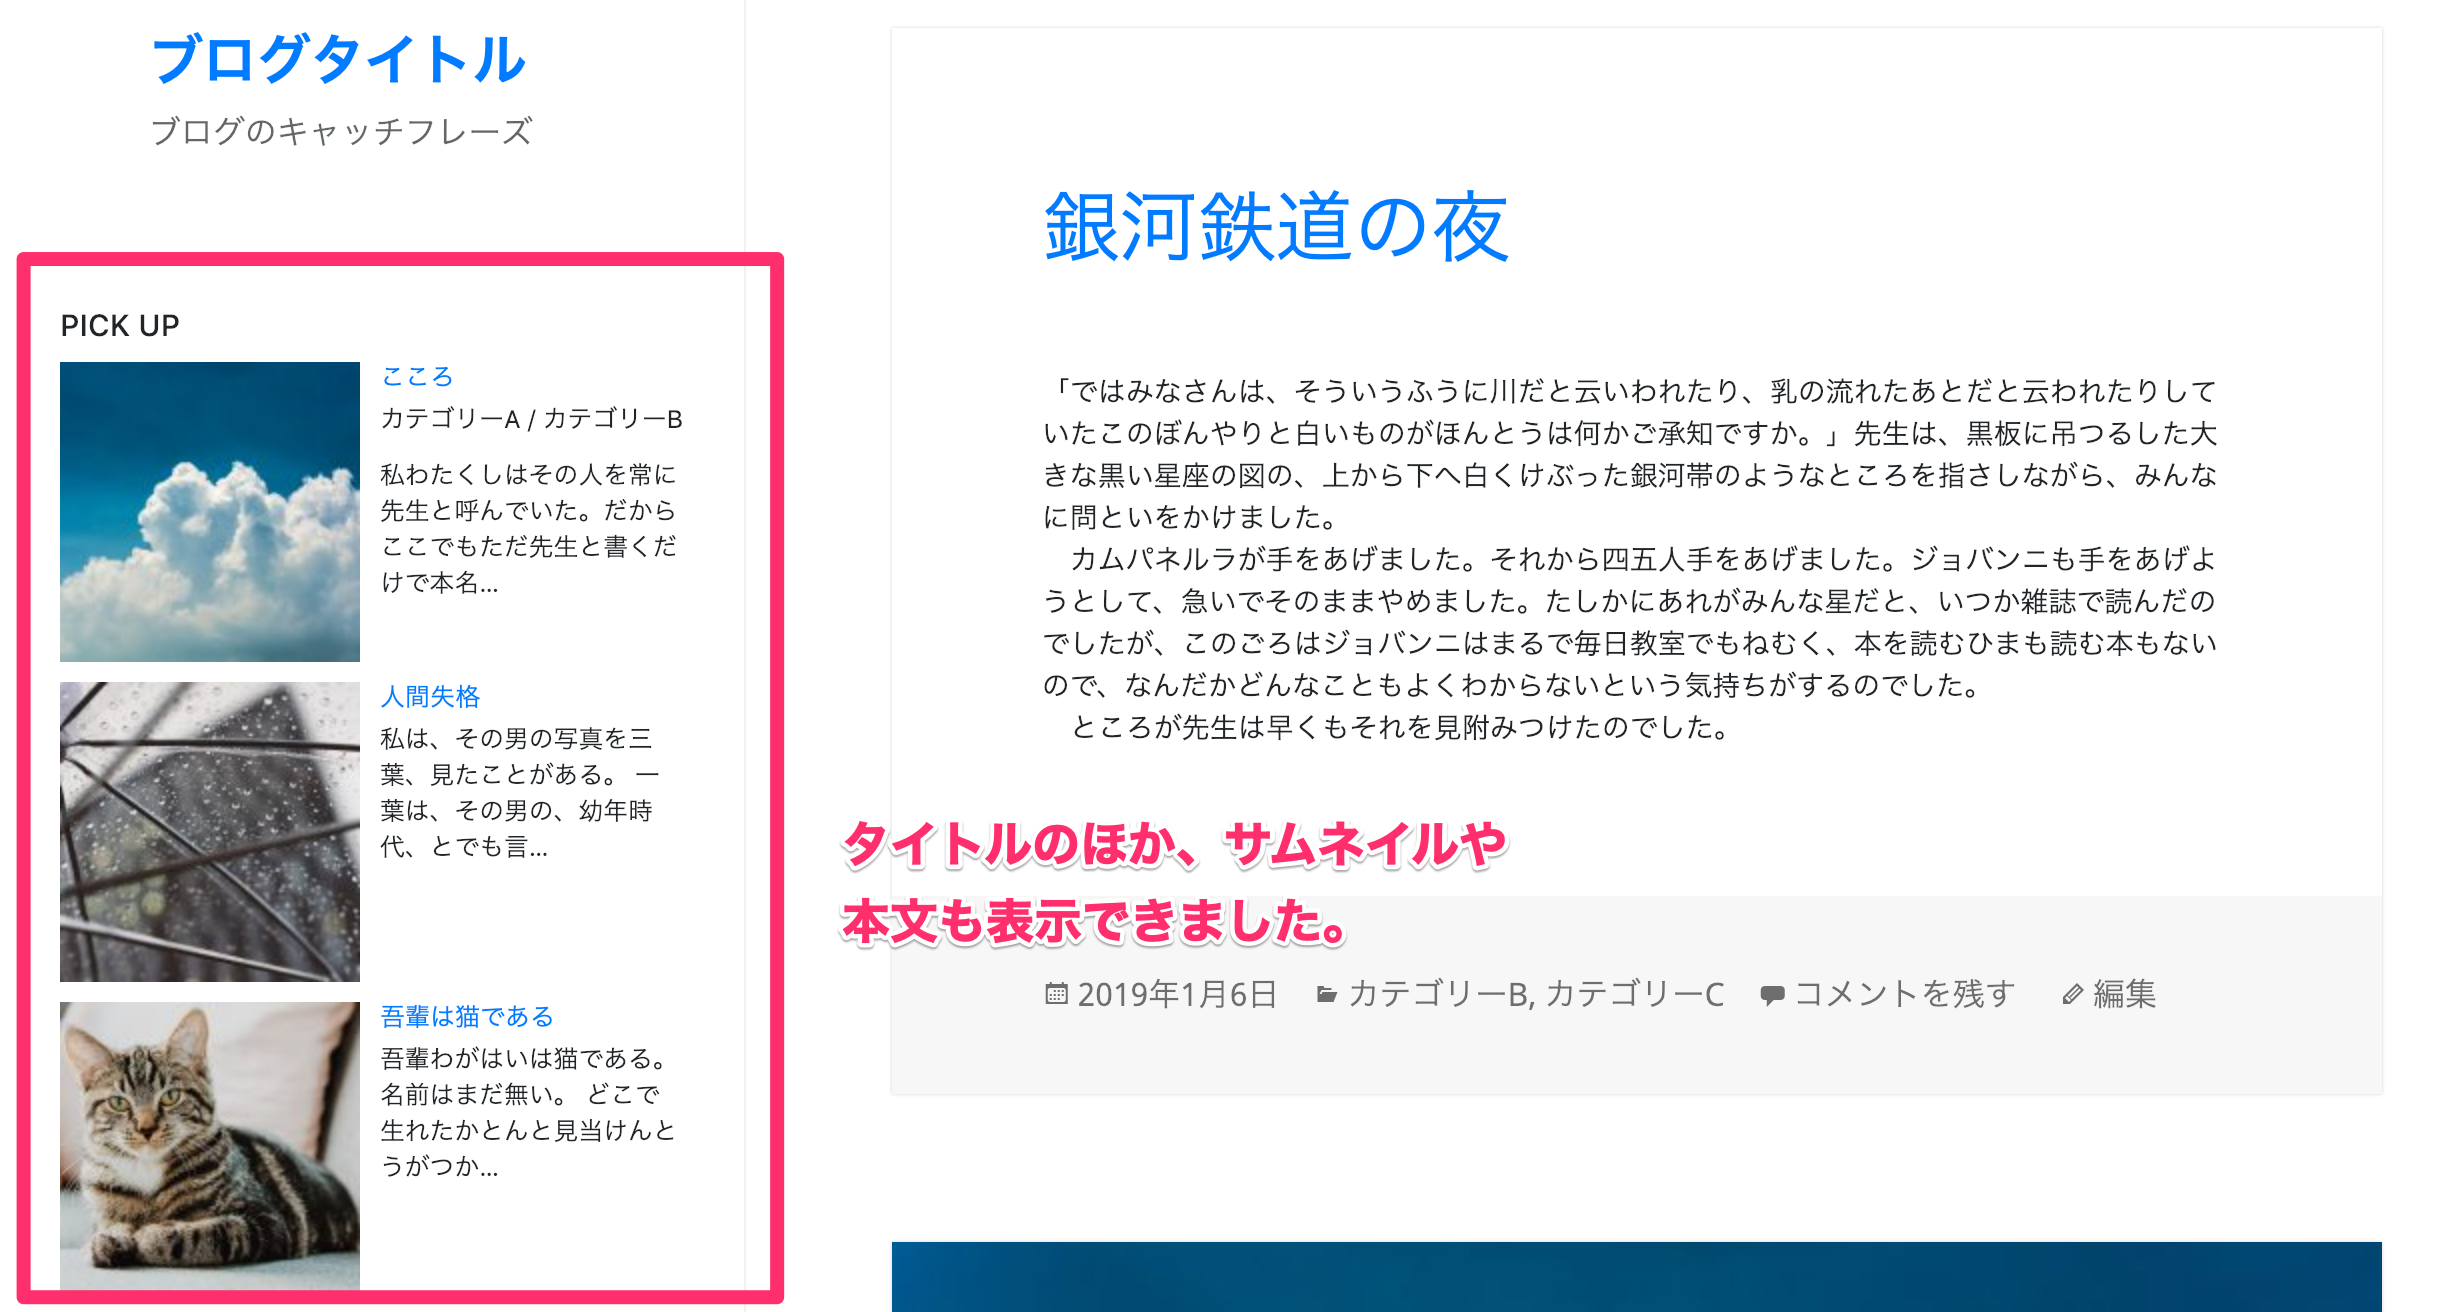 ブログタイトル
ブログのキャッチフレーズ
PICK UP
こころ
カテゴリーA / カテゴリーB
私わたくしはその人を常に
先生と呼んでいた。だから
ここでもただ先生と書くだ
けで本名...
人間失格
私は、その男の写真を三
葉、見たことがある。 一
葉は、その男の、幼年時
代、とでも言...
吾輩は猫である
吾輩わがはいは猫である。
名前はまだ無い。 どこで
生れたかとんと見当けんと
うがつか...
銀河鉄道の夜
「ではみなさんは、そういうふうに川だと云いわれたり、乳の流れたあとだと云われたりして
いたこのぼんやりと白いものがほんとうは何かご承知ですか。」先生は、黒板に吊つるした大
きな黒い星座の図の、上から下へ白くけぶった銀河帯のようなところを指さしながら、みんな
に問といをかけました。
　カムパネルラが手をあげました。それから四五人手をあげました。ジョバンニも手をあげよ
うとして、急いでそのままやめました。たしかにあれがみんな星だと、いつか雑誌で読んだの
でしたが、このごろはジョバンニはまるで毎日教室でもねむく、本を読むひまも読む本もない
ので、なんだかどんなこともよくわからないという気持ちがするのでした。
　ところが先生は早くもそれを見附みつけたのでした。
タイトルのほか、サムネイルや
本文も表示できました。
2019年1月6日 カテゴリーB, カテゴリーC コメントを残す 編集